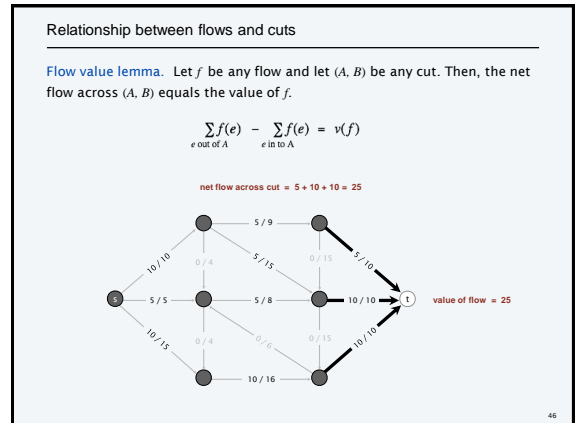 Relationship between flows and cuts
Flow value lemma. Let f be any flow and let (A, B) be any cut. Then, the net
flow across (A, B) equals the value of f.
∑ f(e) – ∑ f(e) = v(f)
e out of A e in to A
net flow across cut = 5 + 10 + 10 = 25
5 / 9
10 / 10
0 / 4
5 / 15
0 / 15
5 / 10
s
5 / 5
5 / 8
10 / 10
t
value of flow = 25
10 / 15
0 / 4
0 / 6
0 / 15
10 / 10
10 / 16
46